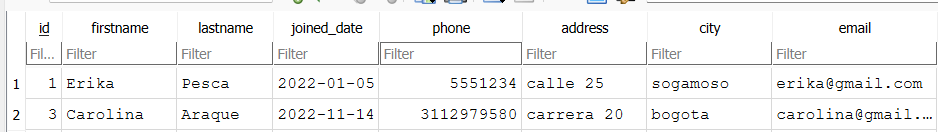 id firstname lastname joined_date phone address city email
Fil... Filter Filter Filter Filter Filter Filter Filter
1 1 Erika Pesca 2022-01-05 5551234 calle 25 sogamoso erika@gmail.com
2 3 Carolina Araque 2022-11-14 3112979580 carrera 20 bogota carolina@gmail.…